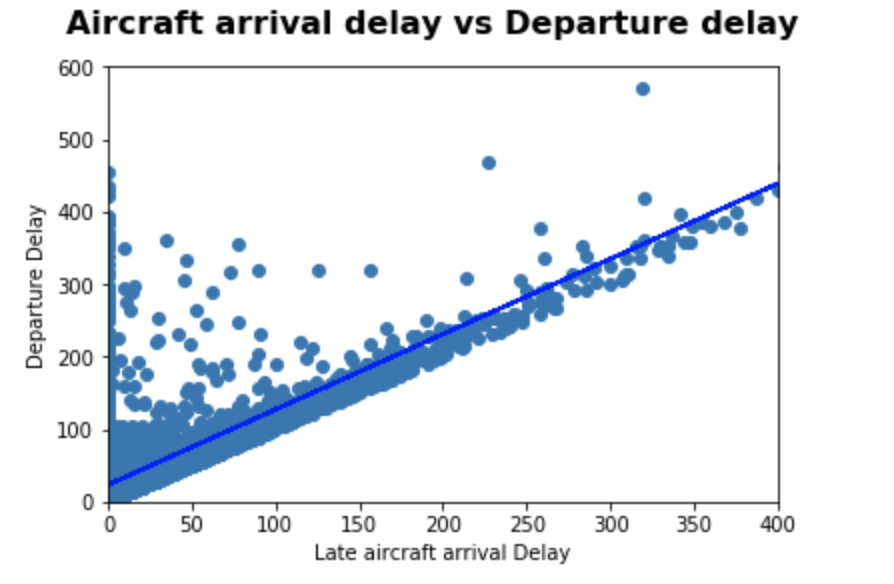 Aircraft arrival delay vs Departure delay
600
500
400
300
200
100
0
Departure Delay
0 50 100 150 200 250 300 350 400
Late aircraft arrival Delay